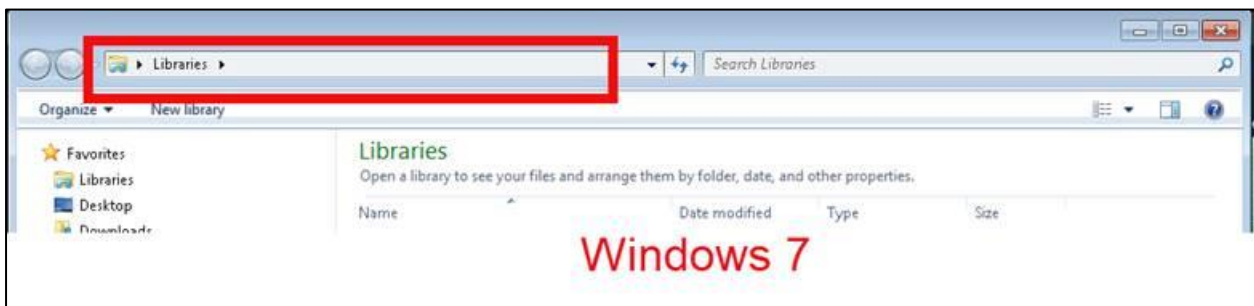 Libraries
Search Libraries
Organize
New library
Favorites
Libraries
Desktop
Downloads
Libraries
Open a library to see your files and arrange them by folder, date, and other properties.
Name Date modified Type Size
Windows 7